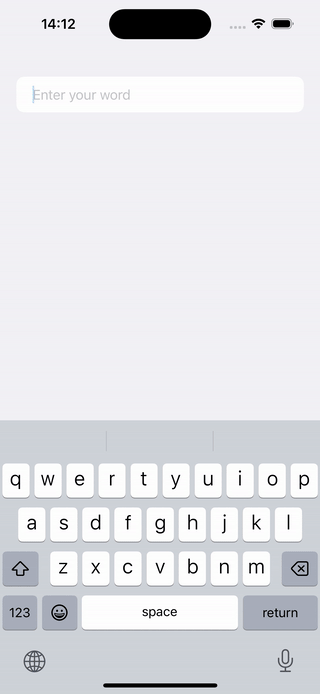 14:12
Enter your word
q w e r t y u i o p
a s d f g h j k l
z x c v b n m
123 space return